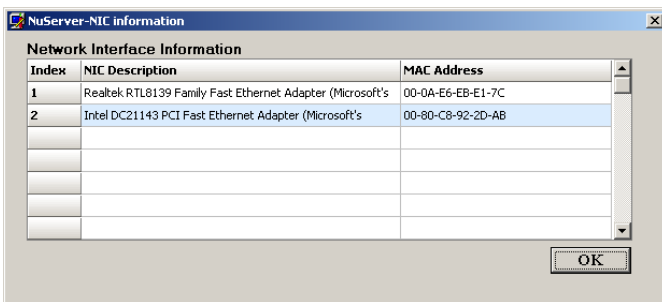 NuServer-NIC information
Network Interface Information
Index NIC Description MAC Address
1 Realtek RTL8139 Family Fast Ethernet Adapter (Microsoft's 00-0A-E6-EB-E1-7C
2 Intel DC21143 PCI Fast Ethernet Adapter (Microsoft's 00-80-C8-92-2D-AB
OK